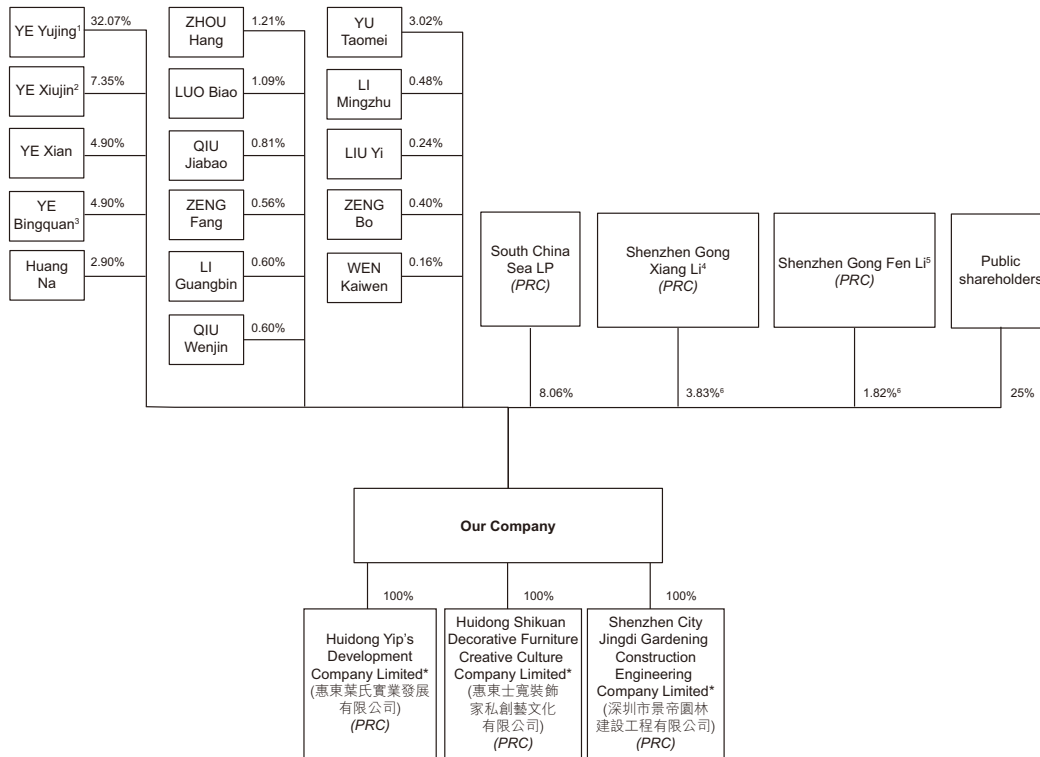 YE Yujing¹
32.07%
YE Xiujin²
7.35%
YE Xian
4.90%
YE
Bingquan³
4.90%
Huang
Na
2.90%
ZHOU
Hang
1.21%
LUO Biao
1.09%
QIU
Jiabao
0.81%
ZENG
Fang
0.56%
LI
Guangbin
0.60%
QIU
Wenjin
0.60%
YU
Taomei
3.02%
LI
Mingzhu
0.48%
LIU Yi
0.24%
ZENG
Bo
0.40%
WEN
Kaiwen
0.16%
South China
Sea LP
(PRC)
8.06%
Shenzhen Gong
Xiang Li⁴
(PRC)
3.83%⁶
Shenzhen Gong Fen Li⁵
(PRC)
1.82%⁶
Public
shareholders
25%
Our Company
100%
Huidong Yip's
Development
Company Limited*
(惠東葉氏實業發展
有限公司)
(PRC)
100%
Huidong Shikuan
Decorative Furniture
Creative Culture
Company Limited*
(惠東士寬裝飾
家私創藝文化
有限公司)
(PRC)
100%
Shenzhen City
Jingdi Gardening
Construction
Engineering
Company Limited*
(深圳市景帝園林
建設工程有限公司)
(PRC)